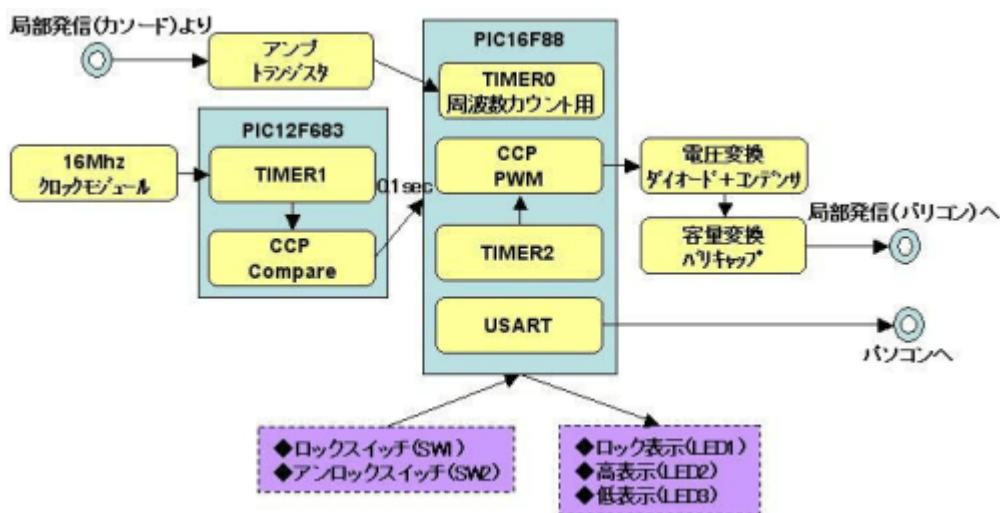 局部発信(カソード)より
アンプ
トランジスタ
PIC16F88
TIMER0
周波数カウント用
PIC12F683
16Mhz
クロックモジュール
TIMER1
0.1sec
CCP
PWM
電圧変換
ダイオード+コンデンサ
CCP
Compare
TIMER2
容量変換
バリキャップ
局部発信(バリコン)へ
USART
パソコンへ
◆ロックスイッチ(SW1)
◆アンロックスイッチ(SW2)
◆ロック表示(LED1)
◆高表示(LED2)
◆低表示(LED3)